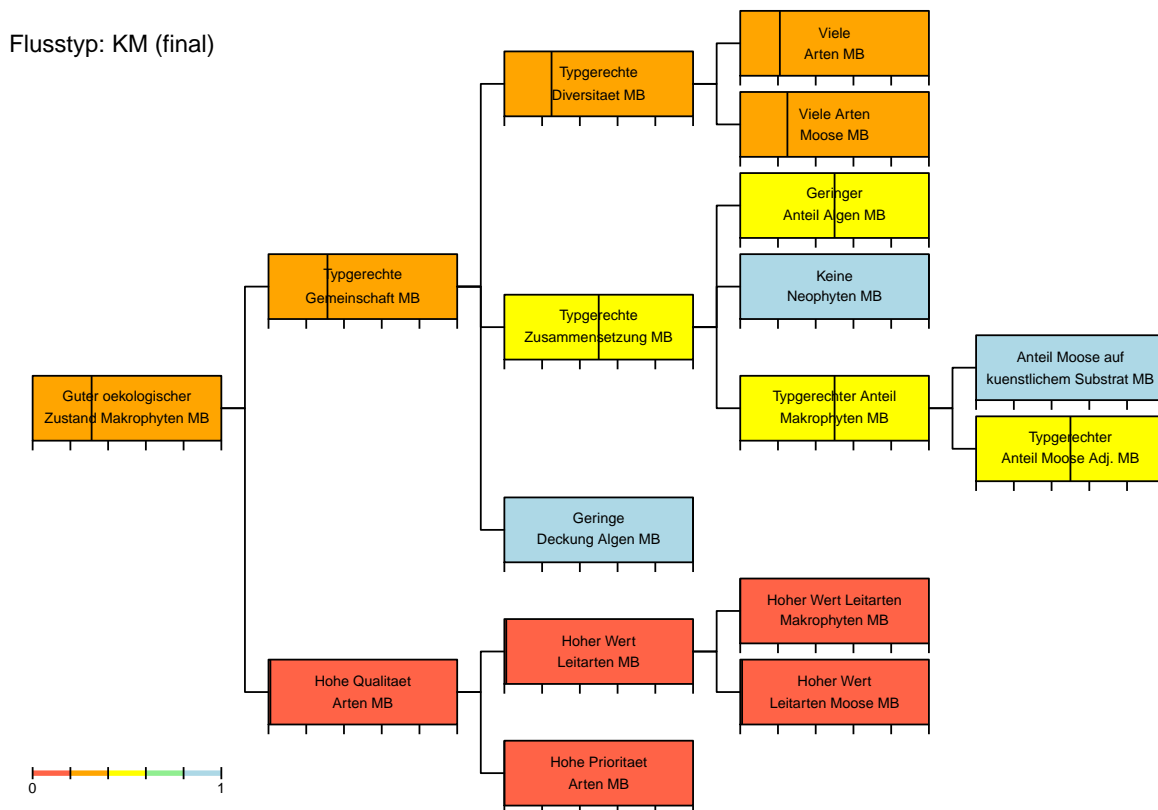 Flusstyp: KM (final)
Viele
Arten MB
Typgerechte
Diversitaet MB
Viele Arten
Moose MB
Geringer
Anteil Algen MB
Typgerechte
Gemeinschaft MB
Keine
Neophyten MB
Typgerechte
Zusammensetzung MB
Anteil Moose auf
kuenstlichem Substrat MB
Guter oekologischer
Zustand Makrophyten MB
Typgerechter Anteil
Makrophyten MB
Typgerechter
Anteil Moose Adj. MB
Geringe
Deckung Algen MB
Hoher Wert Leitarten
Makrophyten MB
Hoher Wert
Leitarten MB
Hohe Qualitaet
Arten MB
Hoher Wert
Leitarten Moose MB
Hohe Prioritaet
Arten MB
0 1